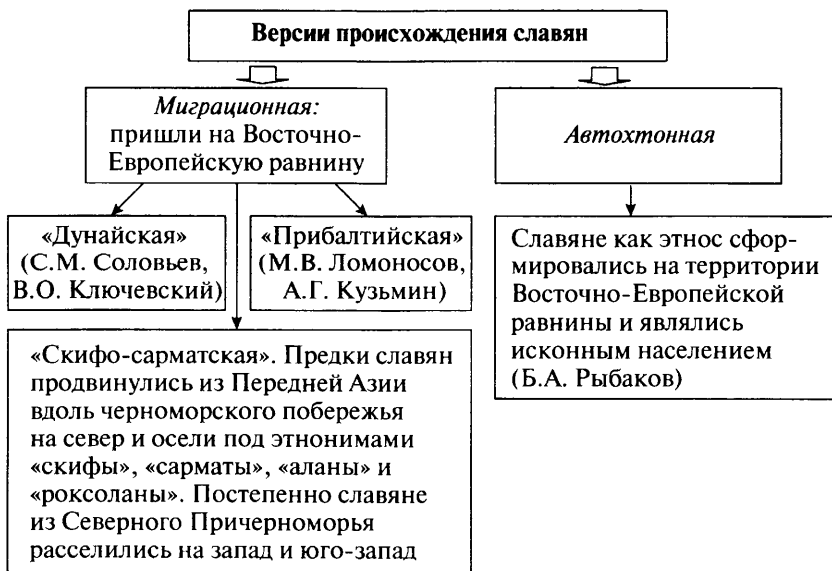 Версии происхождения славян
Миграционная:
пришли на Восточно-
Европейскую равнину
Автохтонная
«Дунайская»
(С.М. Соловьев,
В.О. Ключевский)
«Прибалтийская»
(М.В. Ломоносов,
А.Г. Кузьмин)
Славяне как этнос сфор-
мировались на территории
Восточно-Европейской
равнины и являлись
исконным населением
(Б.А. Рыбаков)
«Скифо-сарматская». Предки славян
продвинулись из Передней Азии
вдоль черноморского побережья
на север и осели под этнонимами
«скифы», «сарматы», «аланы» и
«роксоланы». Постепенно славяне
из Северного Причерноморья
расселились на запад и юго-запад